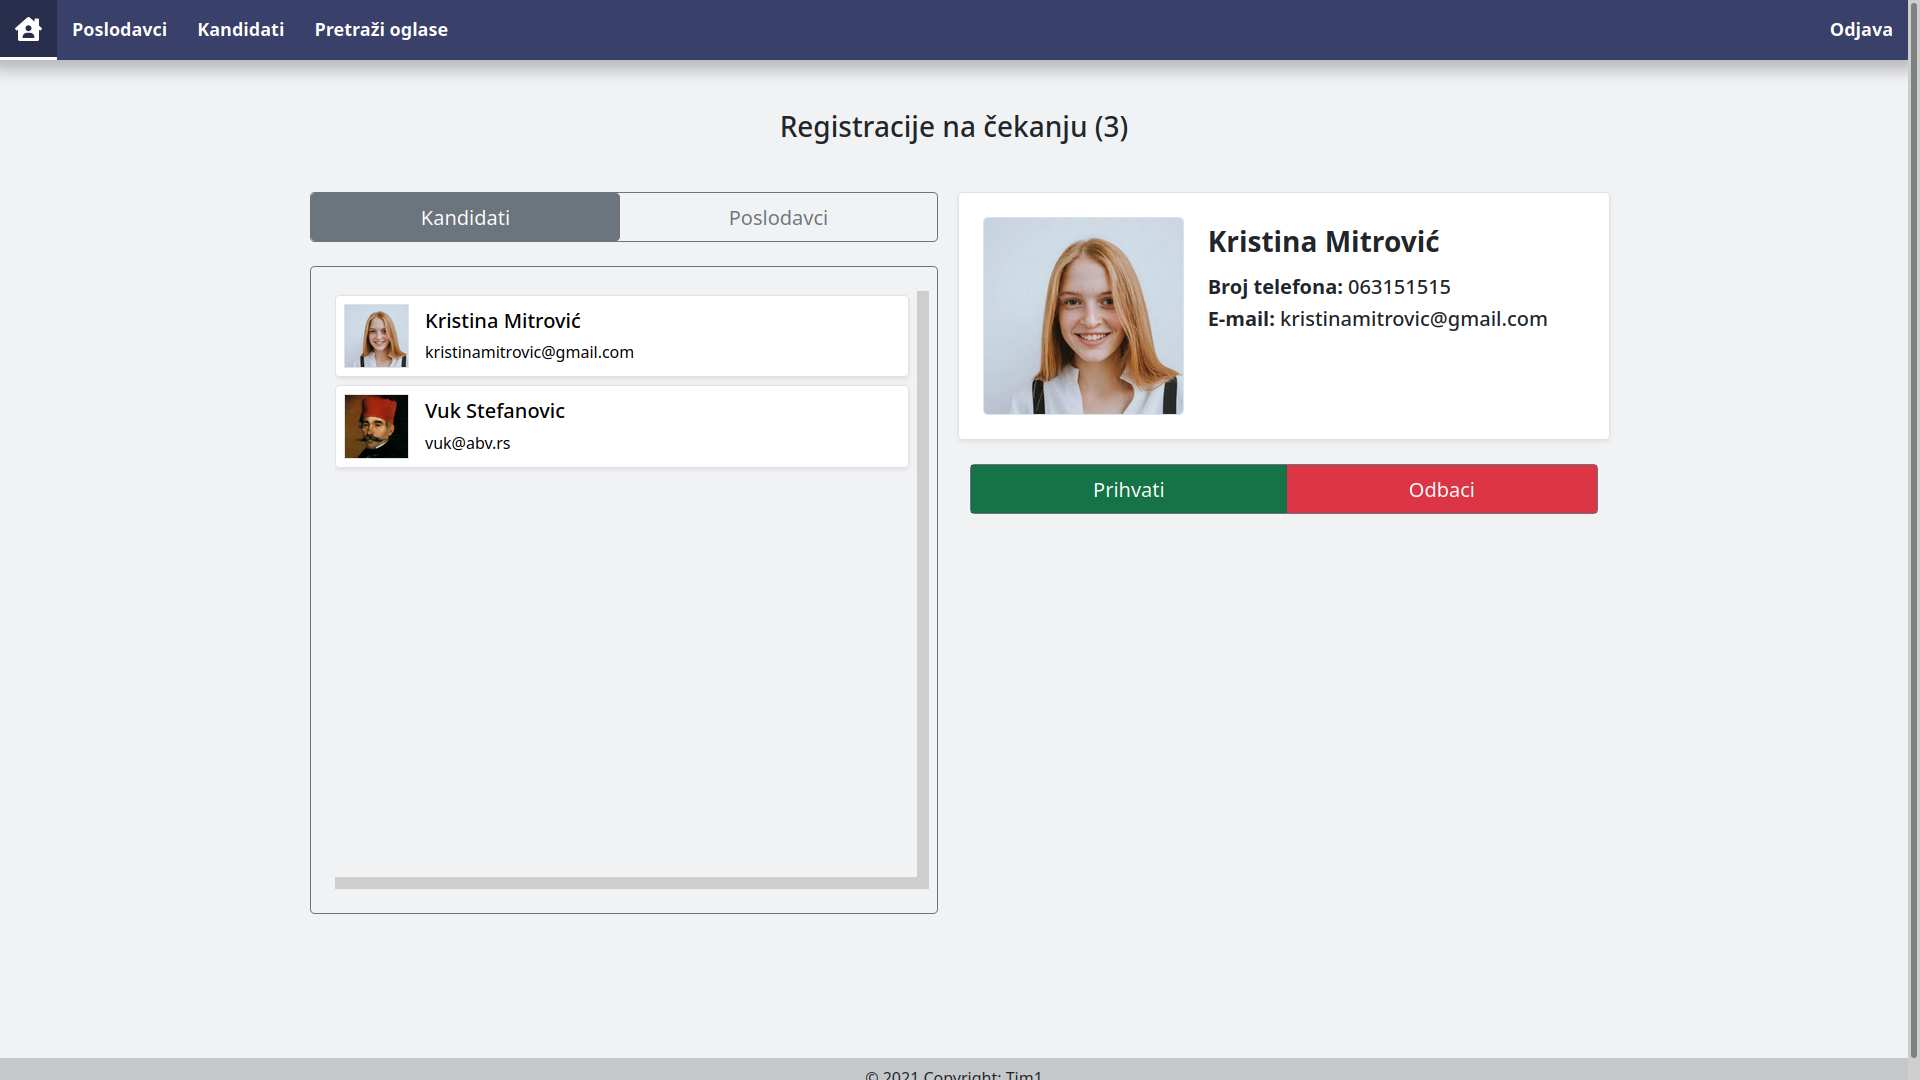 Poslodavci
Kandidati
Pretraži oglase
Odjava
Registracije na čekanju (3)
Kandidati
Poslodavci
Kristina Mitrović
kristinamitrovic@gmail.com
Vuk Stefanovic
vuk@abv.rs
Kristina Mitrović
Broj telefona: 063151515
E-mail: kristinamitrovic@gmail.com
Prihvati
Odbaci
© 2021 Copyright: Tim1